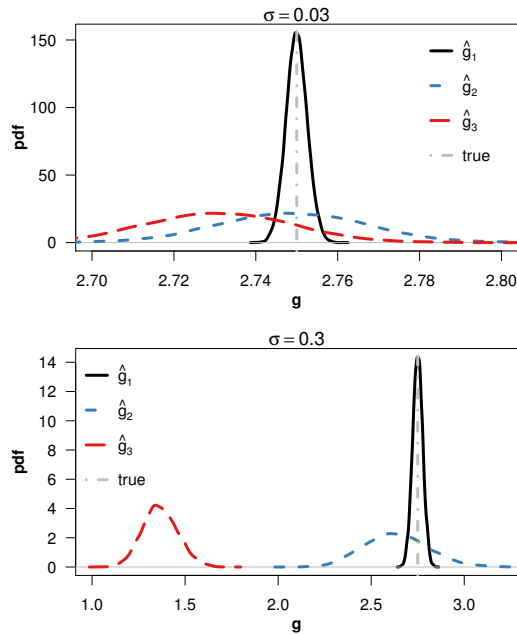 σ = 0.03
150
100
50
0
pdf
ĝ₁
ĝ₂
ĝ₃
true
2.70 2.72 2.74 2.76 2.78 2.80
g
σ = 0.3
14
12
10
8
6
4
2
0
pdf
ĝ₁
ĝ₂
ĝ₃
true
1.0 1.5 2.0 2.5 3.0
g